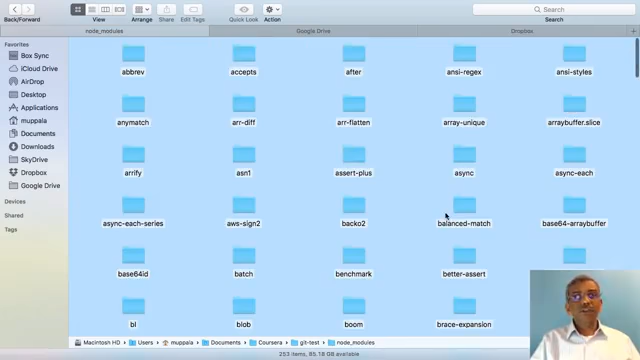 Back/Forward View Arrange Share Edit Tags Quick Look Action Search
Search
node_modules Google Drive Dropbox
Favorites
Box Sync
iCloud Drive
AirDrop
Desktop
Applications
muppala
Documents
Downloads
SkyDrive
Dropbox
Google Drive
Devices
Shared
Tags
abbrev accepts after ansi-regex ansi-styles
anymatch arr-diff arr-flatten array-unique arraybuffer.slice
arrify asn1 assert-plus async async-each
async-each-series aws-sign2 backo2 balanced-match base64-arraybuffer
base64id batch benchmark better-assert
bl blob boom brace-expansion
Macintosh HD Users muppala Documents Coursera git-test node_modules
253 items, 85.18 GB available